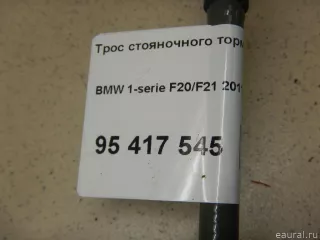 Трос стояночного торм
BMW 1-serie F20/F21 201
95 417 545
eaural.ru